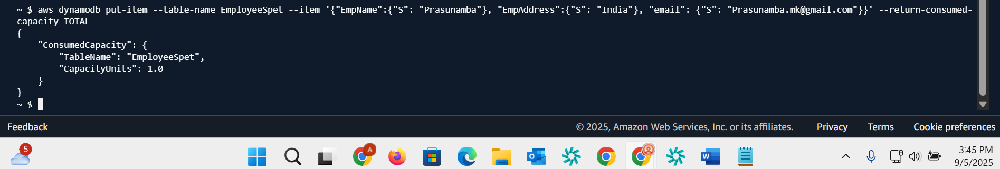 ~ $ aws dynamodb put-item --table-name EmployeeSpet --item '{"EmpName":{"S": "Prasunamba"}, "EmpAddress":{"S": "India"}, "email": {"S": "Prasunamba.mk@gmail.com"}}' --return-consumed-
capacity TOTAL
{
    "ConsumedCapacity": {
        "TableName": "EmployeeSpet",
        "CapacityUnits": 1.0
    }
}
~ $
Feedback © 2025, Amazon Web Services, Inc. or its affiliates. Privacy Terms Cookie preferences
5
A
W
3:45 PM
9/5/2025